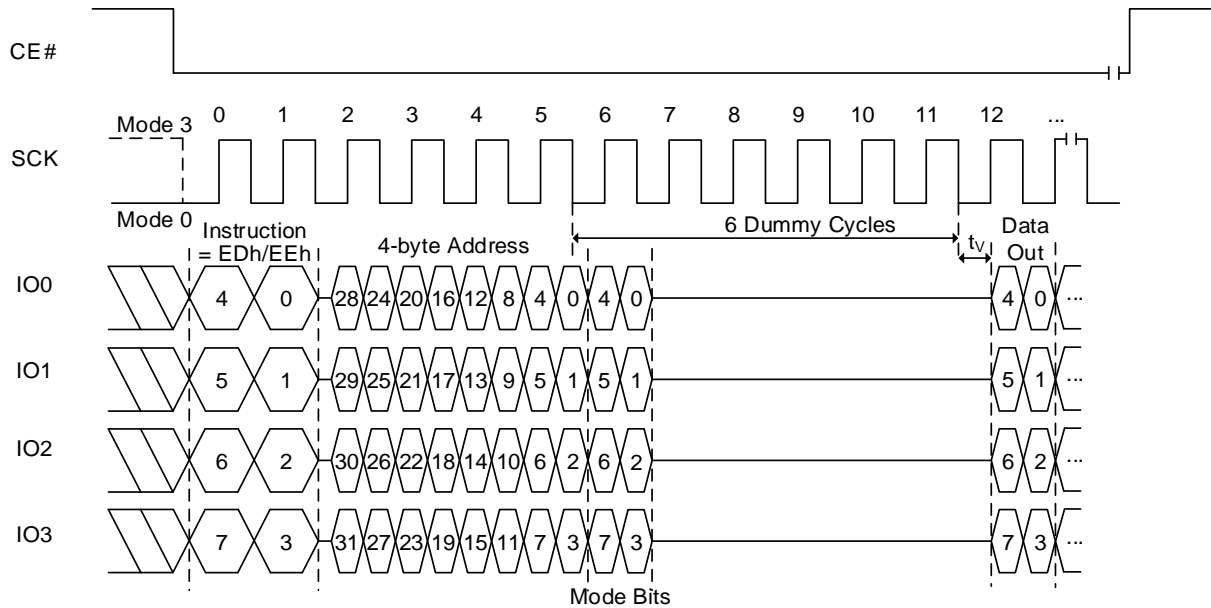 CE#
0 1 2 3 4 5 6 7 8 9 10 11 12 ...
Mode 3
SCK
Mode 0
Instruction
= EDh/EEh
4-byte Address
6 Dummy Cycles
tV
Data
Out
IO0 4 0 28 24 20 16 12 8 4 0 4 0 4 0 ...
IO1 5 1 29 25 21 17 13 9 5 1 5 1 5 1 ...
IO2 6 2 30 26 22 18 14 10 6 2 6 2 6 2 ...
IO3 7 3 31 27 23 19 15 11 7 3 7 3 7 3 ...
Mode Bits